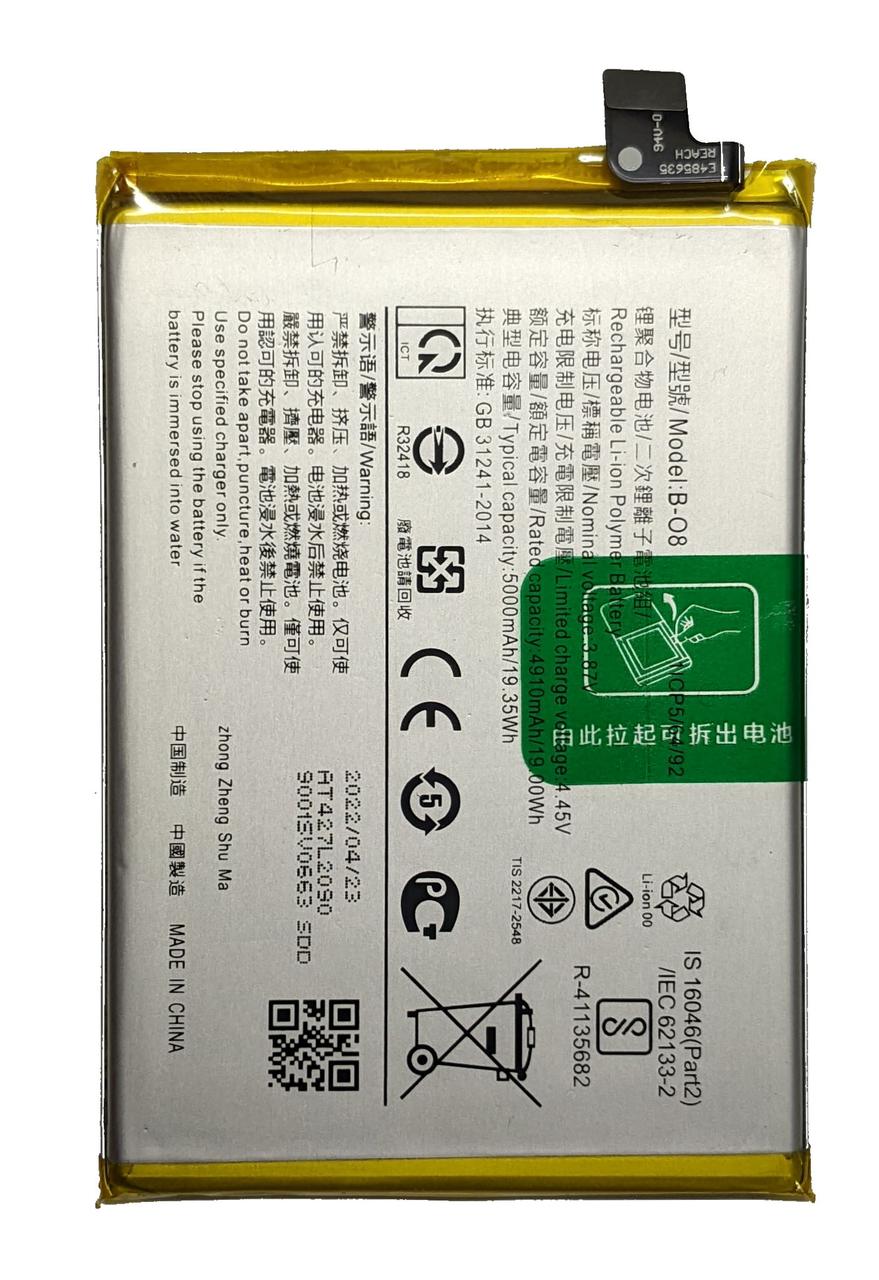 型号/型號/Model:B-O8
锂聚合物电池/二次鋰離子電池組/
Rechargeable Li-ion Polymer Battery
1ICP5/64/92
标称电压/標稱電壓/Nominal voltage:3.87V
充电限制电压/充電限制電壓/Limited charge voltage:4.45V
额定容量/額定電容量/Rated capacity:4910mAh/19.00Wh
典型电容量/Typical capacity:5000mAh/19.35Wh
执行标准:GB 31241-2014
由此拉起可拆出电池
IS 16046(Part2)
/IEC 62133-2
R-41135682
Li-ion 00
TIS 2217-2548
ICT
R32418
廢電池請回收
5
警示语/警示語/Warning:
严禁拆卸、挤压、加热或燃烧电池。仅可使
用认可的充电器。电池浸水后禁止使用。
嚴禁拆卸、擠壓、加熱或燃燒電池。僅可使
用認可的充電器。電池浸水後禁止使用。
Do not take apart,puncture,heat or burn
Use specified charger only.
Please stop using the battery if the
battery is immersed into water
2022/04/23
AT427L2090
9001SV0663 SDD
zhong Zheng Shu Ma
中国制造 中國製造 MADE IN CHINA
E485635
REACH
94V-0